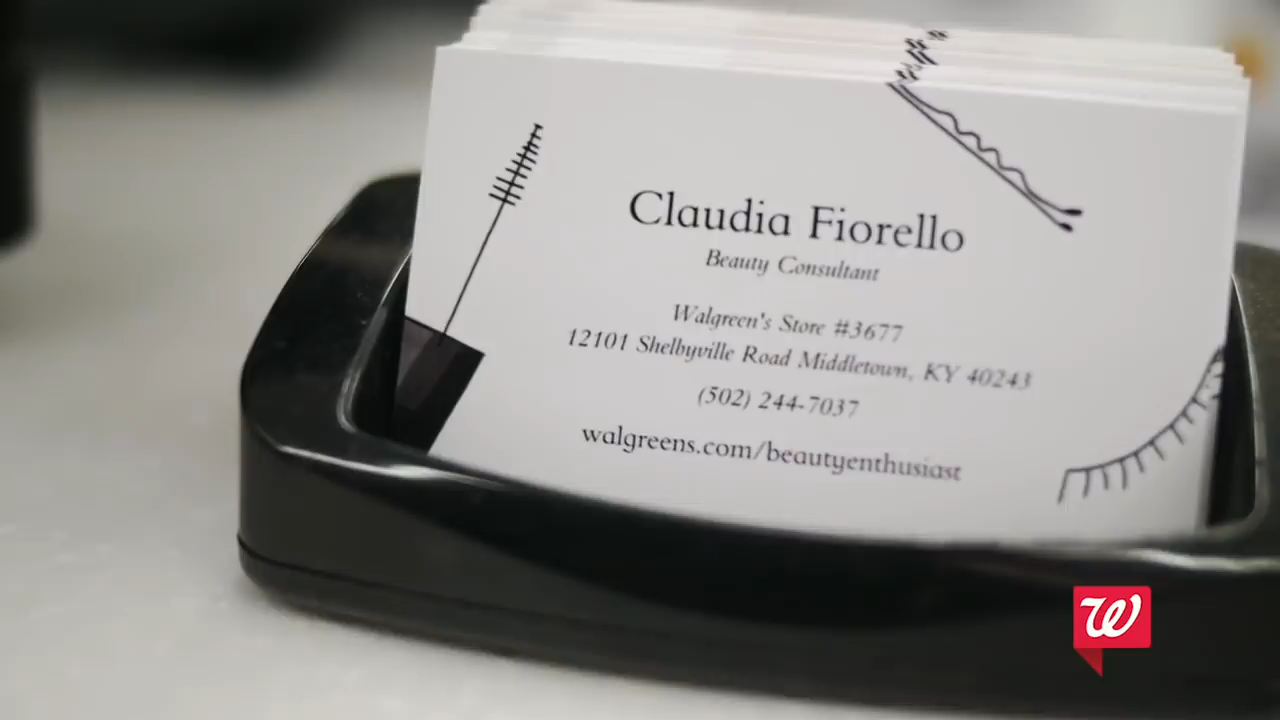 Claudia Fiorello
Beauty Consultant
Walgreen's Store #3677
12101 Shelbyville Road Middletown, KY 40243
(502) 244-7037
walgreens.com/beautyenthusiast
W